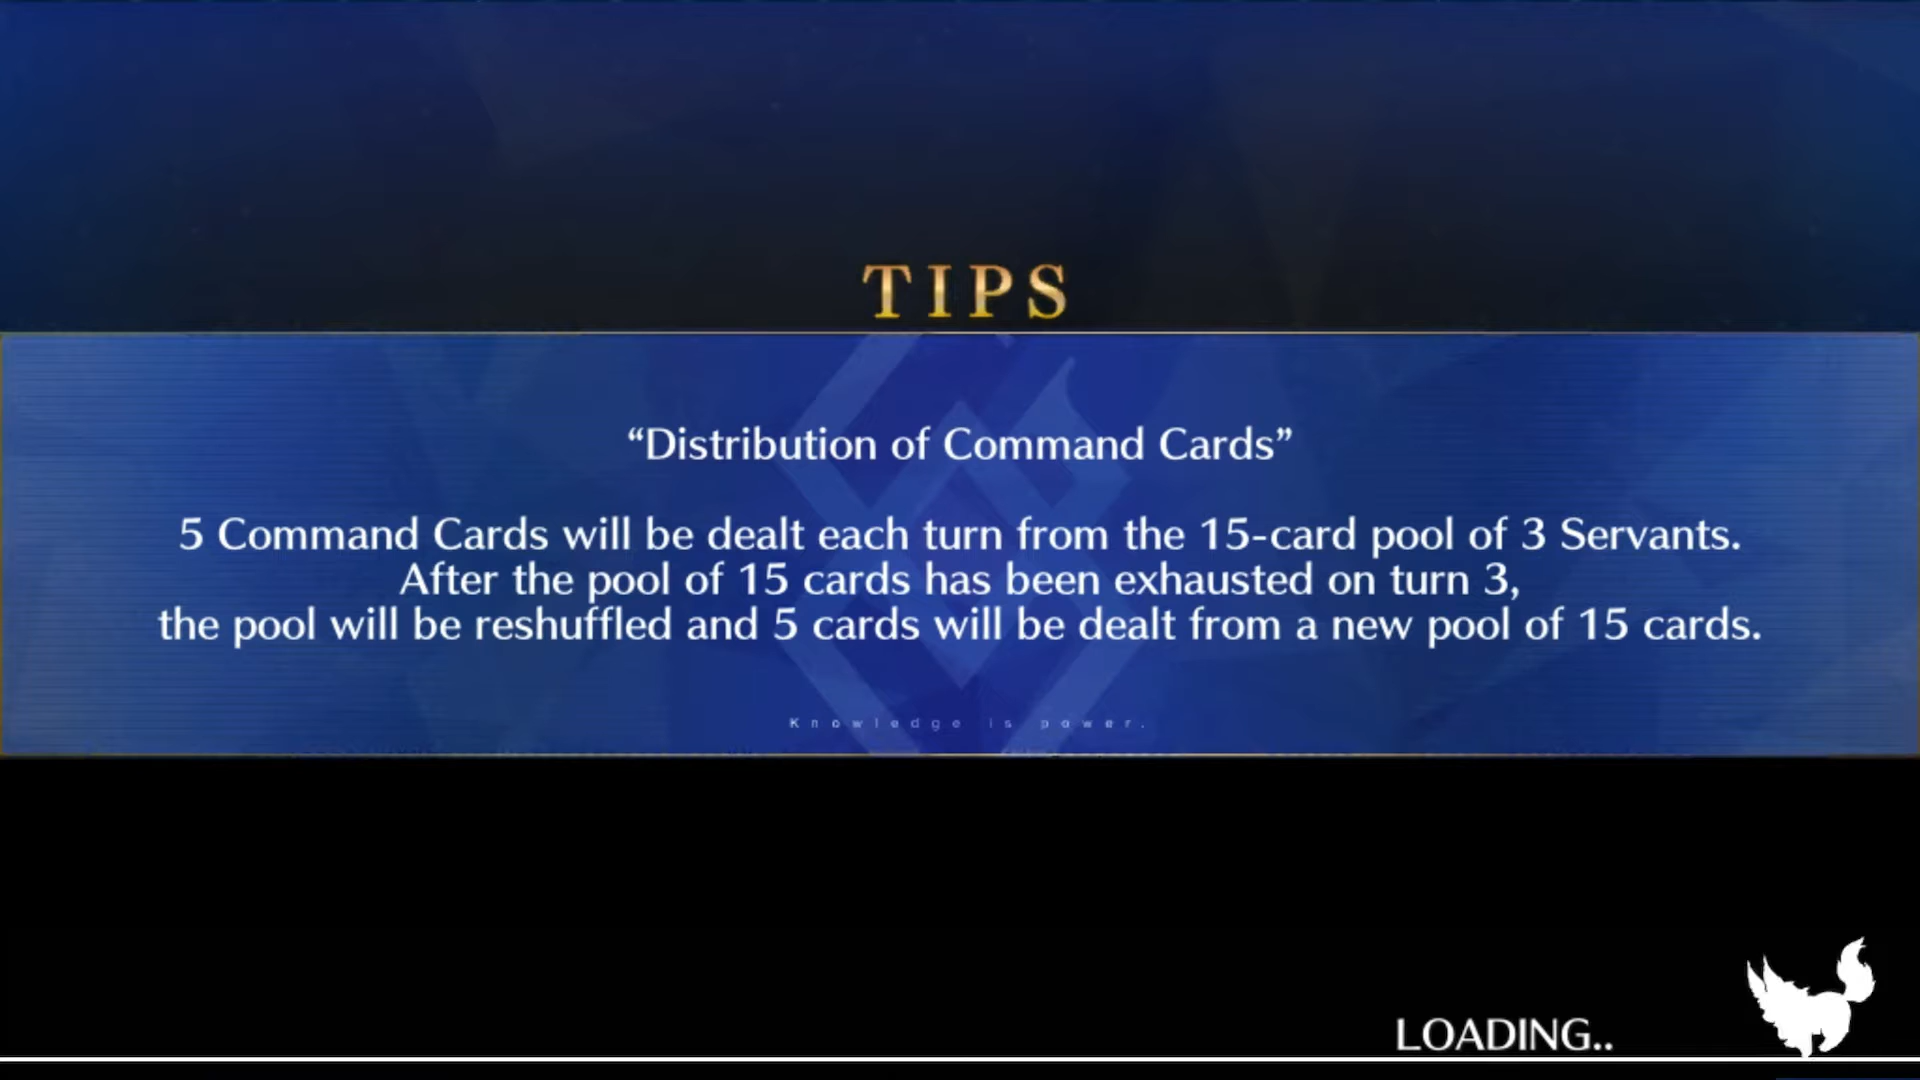 TIPS
“Distribution of Command Cards”
5 Command Cards will be dealt each turn from the 15-card pool of 3 Servants.
After the pool of 15 cards has been exhausted on turn 3,
the pool will be reshuffled and 5 cards will be dealt from a new pool of 15 cards.
Knowledge is power.
LOADING..